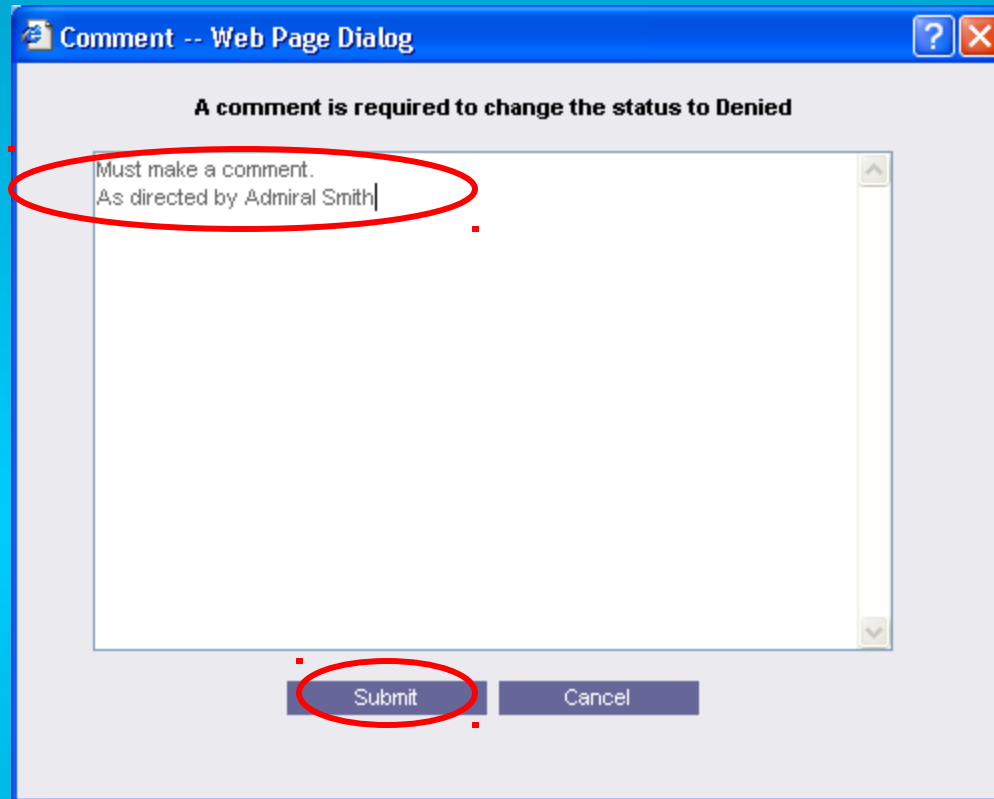 Comment -- Web Page Dialog
?
A comment is required to change the status to Denied
Must make a comment.
As directed by Admiral Smith
Submit Cancel